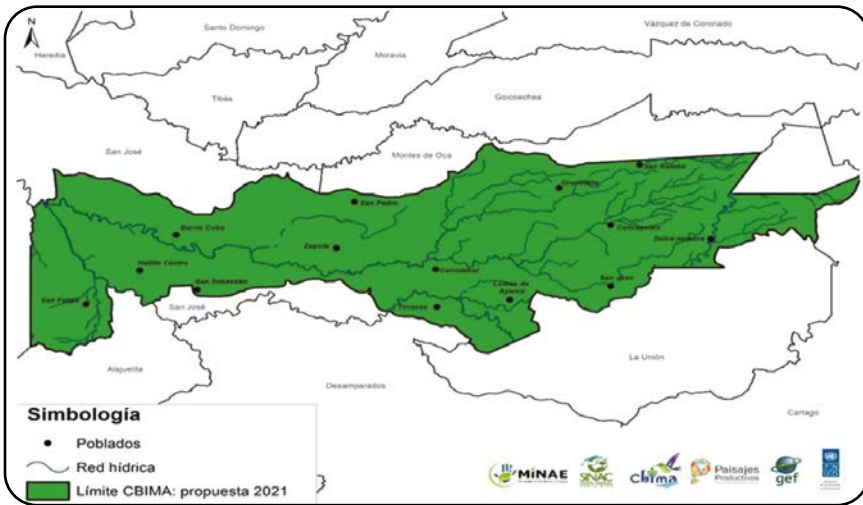 N
Santo Domingo
Vázquez de Coronado
Heredia
Moravia
Tibás
Goicoechea
San José
Montes de Oca
San Ramón
Granadilla
San Pedro
Concepción
Barrio Cuba
Zapote
Dulce nombre
Hatillo Centro
Curridabat
San Sebastián
San Juan
Lomas de
Ayarco
San Felipe
San José
Tirrases
La Unión
Alajuelita
Desamparados
Cartago
Simbología
Poblados
Red hídrica
Límite CBIMA: propuesta 2021
MiNAE
SINAC
cbima
Paisajes
Productivos
gef